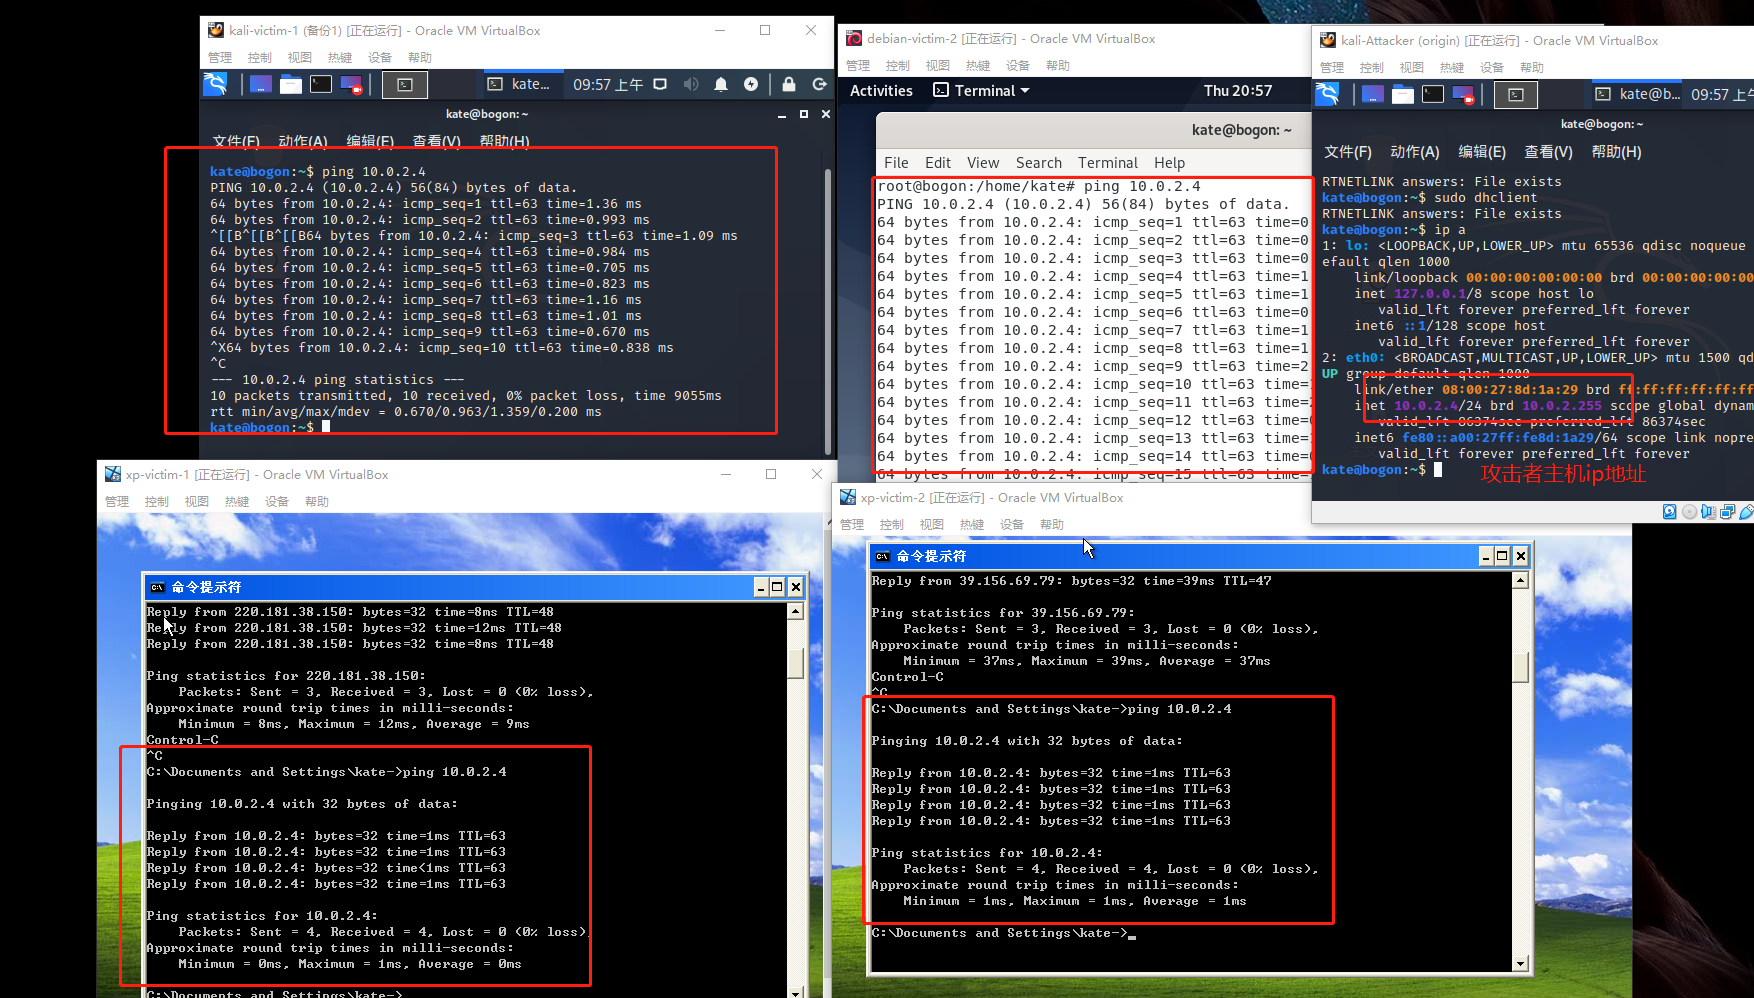 kali-victim-1 (备份1) [正在运行] - Oracle VM VirtualBox
管理 控制 视图 热键 设备 帮助
kate... 09:57 上午
kate@bogon: ~
文件(F) 动作(A) 编辑(E) 查看(V) 帮助(H)
kate@bogon:~$ ping 10.0.2.4
PING 10.0.2.4 (10.0.2.4) 56(84) bytes of data.
64 bytes from 10.0.2.4: icmp_seq=1 ttl=63 time=1.36 ms
64 bytes from 10.0.2.4: icmp_seq=2 ttl=63 time=0.993 ms
^[[B^[[B^[[B64 bytes from 10.0.2.4: icmp_seq=3 ttl=63 time=1.09 ms
64 bytes from 10.0.2.4: icmp_seq=4 ttl=63 time=0.984 ms
64 bytes from 10.0.2.4: icmp_seq=5 ttl=63 time=0.705 ms
64 bytes from 10.0.2.4: icmp_seq=6 ttl=63 time=0.823 ms
64 bytes from 10.0.2.4: icmp_seq=7 ttl=63 time=1.16 ms
64 bytes from 10.0.2.4: icmp_seq=8 ttl=63 time=1.01 ms
64 bytes from 10.0.2.4: icmp_seq=9 ttl=63 time=0.670 ms
^X64 bytes from 10.0.2.4: icmp_seq=10 ttl=63 time=0.838 ms
^C
--- 10.0.2.4 ping statistics ---
10 packets transmitted, 10 received, 0% packet loss, time 9055ms
rtt min/avg/max/mdev = 0.670/0.963/1.359/0.200 ms
kate@bogon:~$
debian-victim-2 [正在运行] - Oracle VM VirtualBox
管理 控制 视图 热键 设备 帮助
Activities Terminal Thu 20:57
kate@bogon: ~
File Edit View Search Terminal Help
root@bogon:/home/kate# ping 10.0.2.4
PING 10.0.2.4 (10.0.2.4) 56(84) bytes of data.
64 bytes from 10.0.2.4: icmp_seq=1 ttl=63 time=0
64 bytes from 10.0.2.4: icmp_seq=2 ttl=63 time=0
64 bytes from 10.0.2.4: icmp_seq=3 ttl=63 time=0
64 bytes from 10.0.2.4: icmp_seq=4 ttl=63 time=1
64 bytes from 10.0.2.4: icmp_seq=5 ttl=63 time=1
64 bytes from 10.0.2.4: icmp_seq=6 ttl=63 time=0
64 bytes from 10.0.2.4: icmp_seq=7 ttl=63 time=1
64 bytes from 10.0.2.4: icmp_seq=8 ttl=63 time=1
64 bytes from 10.0.2.4: icmp_seq=9 ttl=63 time=2
64 bytes from 10.0.2.4: icmp_seq=10 ttl=63 time=
64 bytes from 10.0.2.4: icmp_seq=11 ttl=63 time=
64 bytes from 10.0.2.4: icmp_seq=12 ttl=63 time=
64 bytes from 10.0.2.4: icmp_seq=13 ttl=63 time=
64 bytes from 10.0.2.4: icmp_seq=14 ttl=63 time=
64 bytes from 10.0.2.4: icmp_seq=15 ttl=63 time=
kali-Attacker (origin) [正在运行] - Oracle VM VirtualBox
管理 控制 视图 热键 设备 帮助
kate@b... 09:57 上午
kate@bogon: ~
文件(F) 动作(A) 编辑(E) 查看(V) 帮助(H)
RTNETLINK answers: File exists
kate@bogon:~$ sudo dhclient
RTNETLINK answers: File exists
kate@bogon:~$ ip a
1: lo: <LOOPBACK,UP,LOWER_UP> mtu 65536 qdisc noqueue
efault qlen 1000
link/loopback 00:00:00:00:00:00 brd 00:00:00:00:00
inet 127.0.0.1/8 scope host lo
valid_lft forever preferred_lft forever
inet6 ::1/128 scope host
valid_lft forever preferred_lft forever
2: eth0: <BROADCAST,MULTICAST,UP,LOWER_UP> mtu 1500 qd
UP group default qlen 1000
link/ether 08:00:27:8d:1a:29 brd ff:ff:ff:ff:ff:ff
inet 10.0.2.4/24 brd 10.0.2.255 scope global dynam
valid_lft 86374sec preferred_lft 86374sec
inet6 fe80::a00:27ff:fe8d:1a29/64 scope link nopre
valid_lft forever preferred_lft forever
kate@bogon:~$
攻击者主机ip地址
xp-victim-1 [正在运行] - Oracle VM VirtualBox
管理 控制 视图 热键 设备 帮助
命令提示符
Reply from 220.181.38.150: bytes=32 time=8ms TTL=48
Reply from 220.181.38.150: bytes=32 time=12ms TTL=48
Reply from 220.181.38.150: bytes=32 time=8ms TTL=48
Ping statistics for 220.181.38.150:
Packets: Sent = 3, Received = 3, Lost = 0 (0% loss),
Approximate round trip times in milli-seconds:
Minimum = 8ms, Maximum = 12ms, Average = 9ms
Control-C
^C
C:\Documents and Settings\kate->ping 10.0.2.4
Pinging 10.0.2.4 with 32 bytes of data:
Reply from 10.0.2.4: bytes=32 time=1ms TTL=63
Reply from 10.0.2.4: bytes=32 time=1ms TTL=63
Reply from 10.0.2.4: bytes=32 time<1ms TTL=63
Reply from 10.0.2.4: bytes=32 time=1ms TTL=63
Ping statistics for 10.0.2.4:
Packets: Sent = 4, Received = 4, Lost = 0 (0% loss),
Approximate round trip times in milli-seconds:
Minimum = 0ms, Maximum = 1ms, Average = 0ms
C:\Documents and Settings\kate->
xp-victim-2 [正在运行] - Oracle VM VirtualBox
管理 控制 视图 热键 设备 帮助
命令提示符
Reply from 39.156.69.79: bytes=32 time=39ms TTL=47
Ping statistics for 39.156.69.79:
Packets: Sent = 3, Received = 3, Lost = 0 (0% loss),
Approximate round trip times in milli-seconds:
Minimum = 37ms, Maximum = 39ms, Average = 37ms
Control-C
^C
C:\Documents and Settings\kate->ping 10.0.2.4
Pinging 10.0.2.4 with 32 bytes of data:
Reply from 10.0.2.4: bytes=32 time=1ms TTL=63
Reply from 10.0.2.4: bytes=32 time=1ms TTL=63
Reply from 10.0.2.4: bytes=32 time=1ms TTL=63
Reply from 10.0.2.4: bytes=32 time=1ms TTL=63
Ping statistics for 10.0.2.4:
Packets: Sent = 4, Received = 4, Lost = 0 (0% loss),
Approximate round trip times in milli-seconds:
Minimum = 1ms, Maximum = 1ms, Average = 1ms
C:\Documents and Settings\kate->